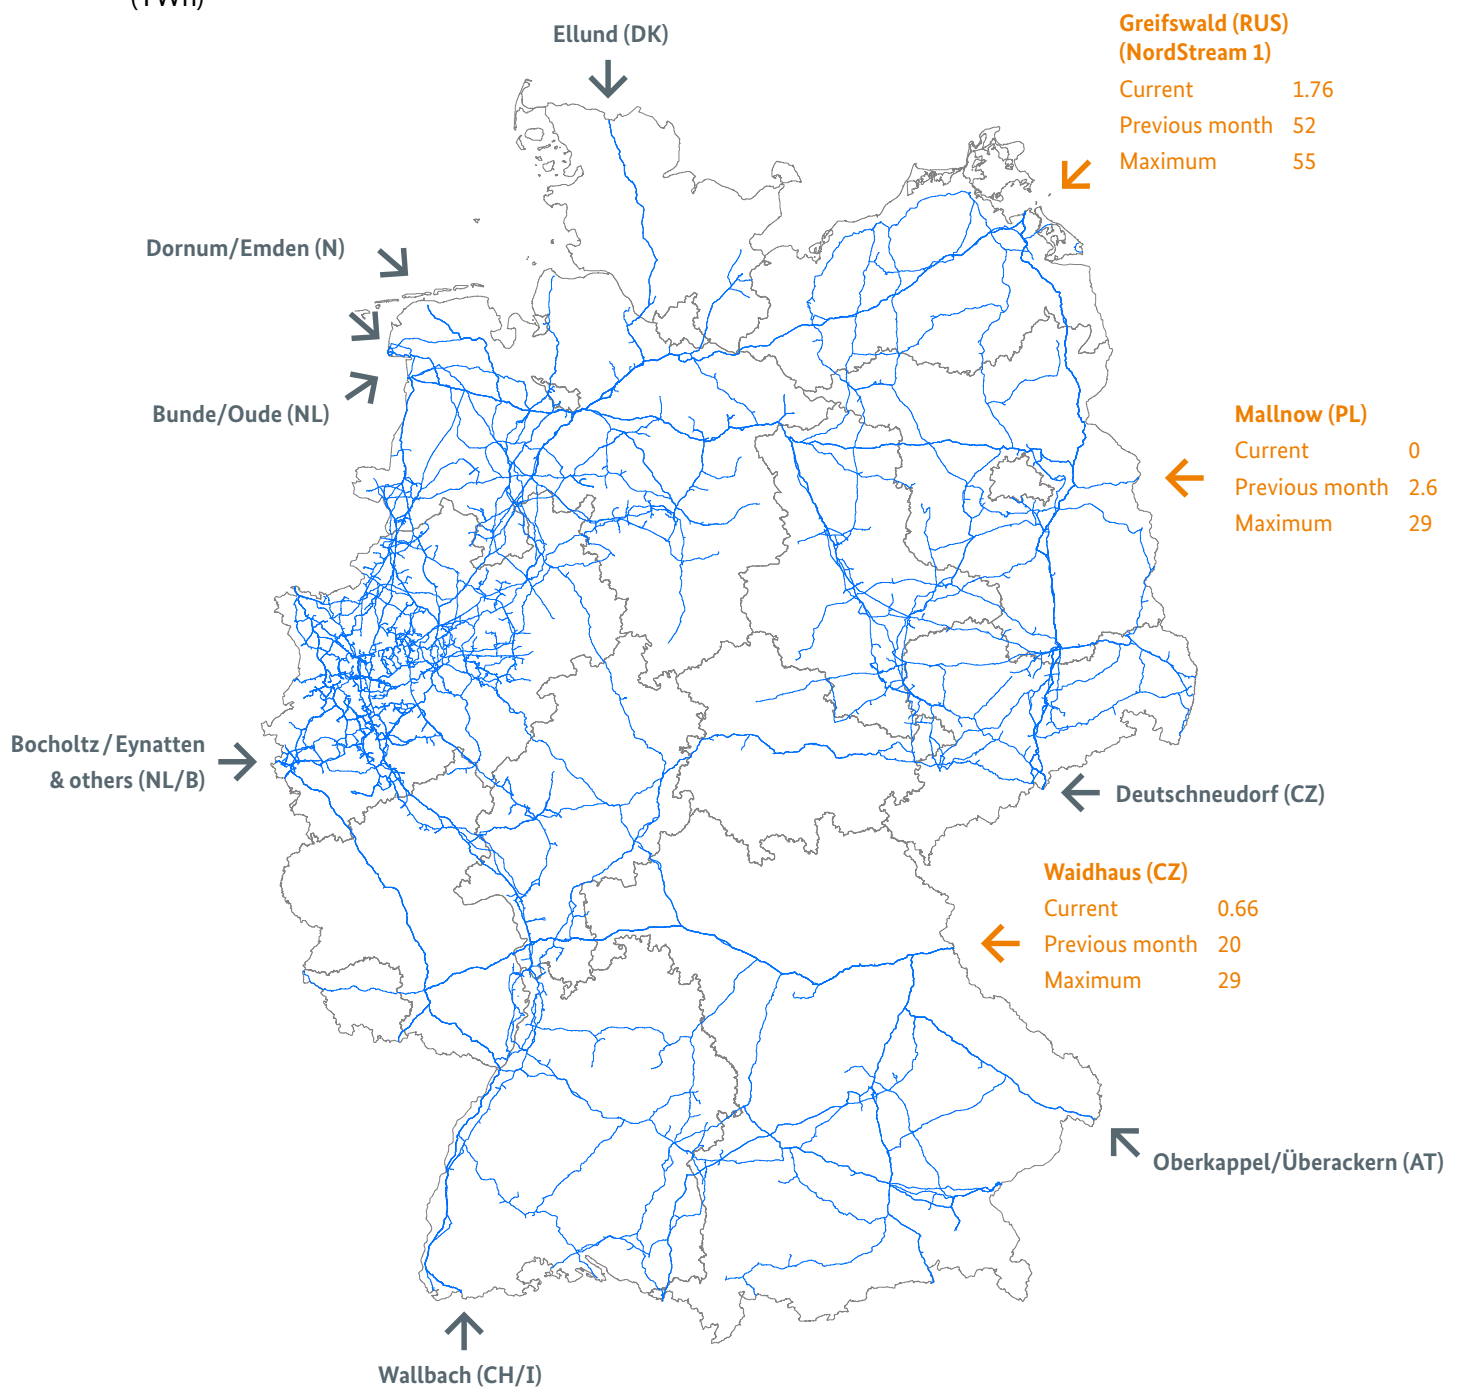 (TWh)
Ellund (DK)
Greifswald (RUS)
(NordStream 1)
Current 1.76
Previous month 52
Maximum 55
Dornum/Emden (N)
Bunde/Oude (NL)
Mallnow (PL)
Current 0
Previous month 2.6
Maximum 29
Bocholtz / Eynatten
& others (NL/B)
Deutschneudorf (CZ)
Waidhaus (CZ)
Current 0.66
Previous month 20
Maximum 29
Oberkappel/Überackern (AT)
Wallbach (CH/I)